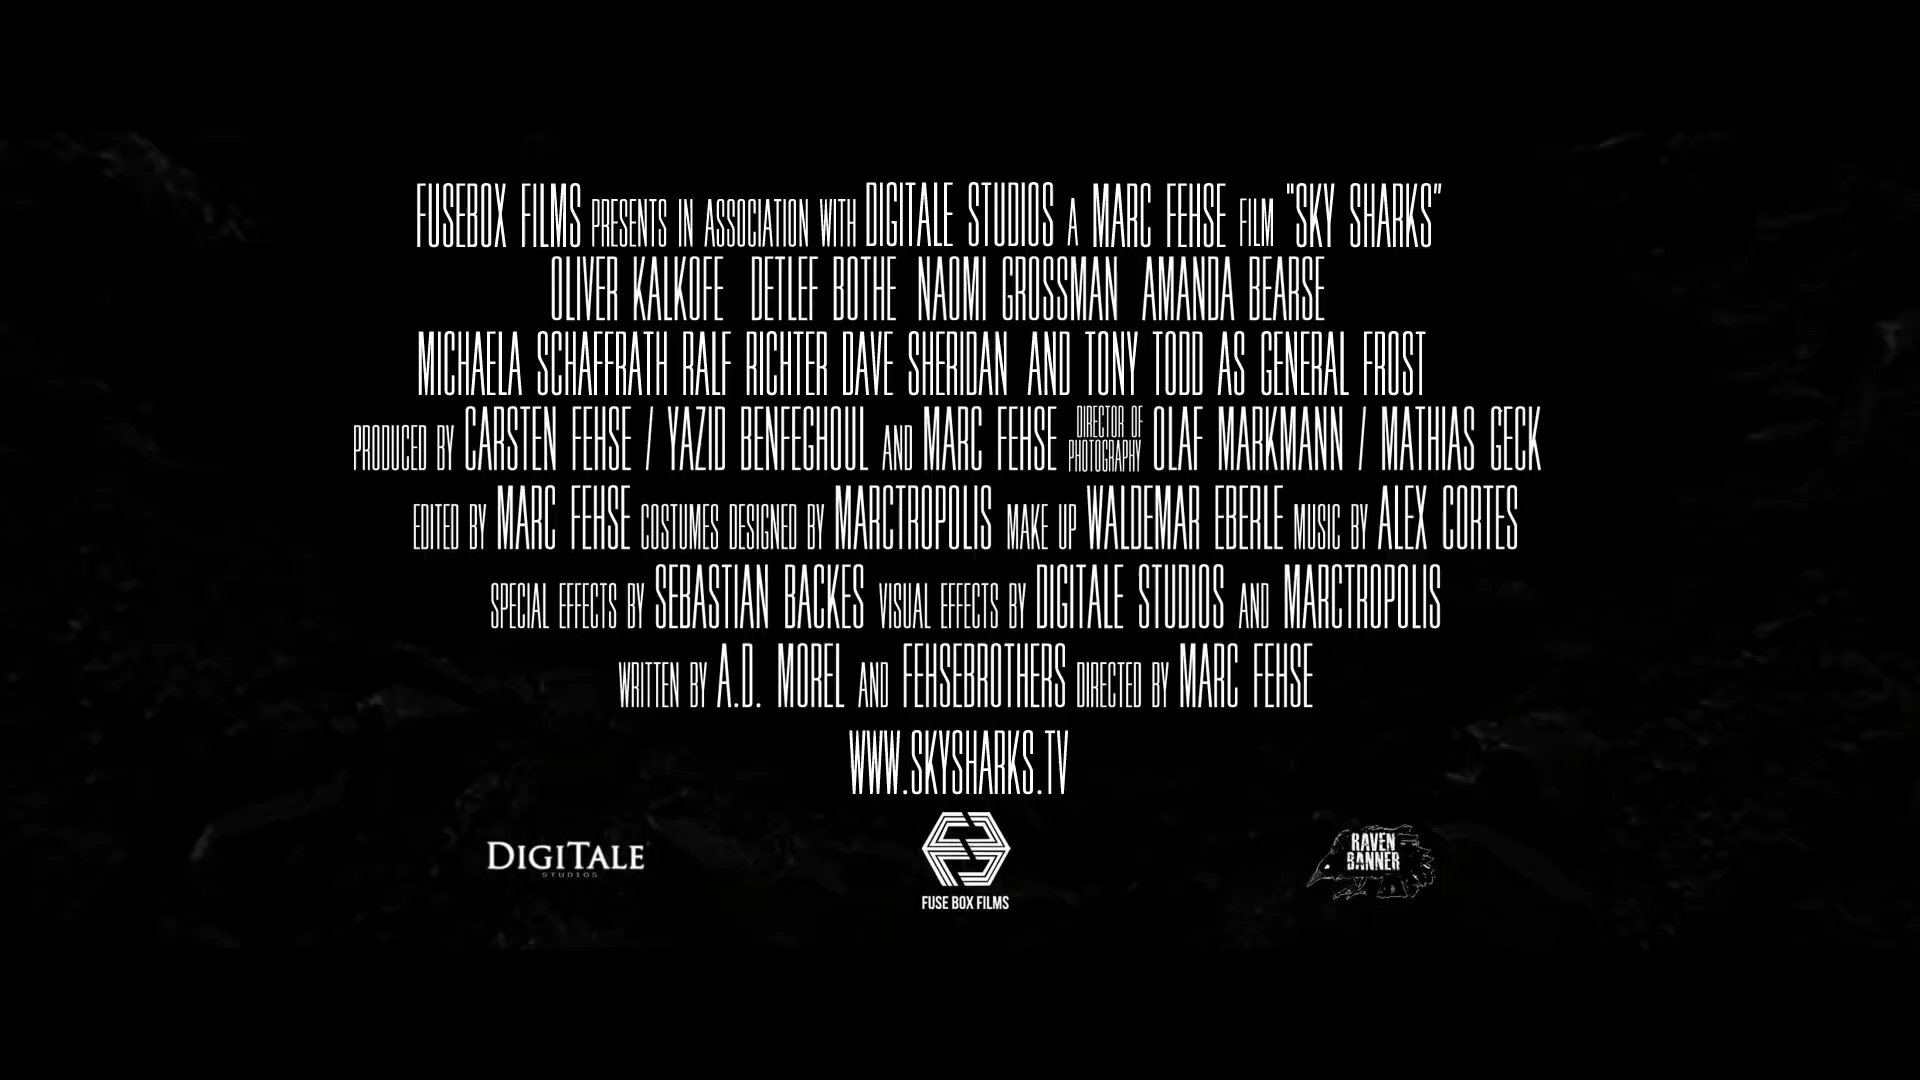 FUSEBOX FILMS PRESENTS IN ASSOCIATION WITH DIGITALE STUDIOS A MARC FEHSE FILM "SKY SHARKS"
OLIVER KALKOFE DETLEF BOTHE NAOMI GROSSMAN AMANDA BEARSE
MICHAELA SCHAFFRATH RALF RICHTER DAVE SHERIDAN AND TONY TODD AS GENERAL FROST
PRODUCED BY CARSTEN FEHSE / YAZID BENFEGHOUL AND MARC FEHSE DIRECTOR OF PHOTOGRAPHY OLAF MARKMANN / MATHIAS GECK
EDITED BY MARC FEHSE COSTUMES DESIGNED BY MARCTROPOLIS MAKE UP WALDEMAR EBERLE MUSIC BY ALEX CORTES
SPECIAL EFFECTS BY SEBASTIAN BACKES VISUAL EFFECTS BY DIGITALE STUDIOS AND MARCTROPOLIS
WRITTEN BY A.D. MOREL AND FEHSEBROTHERS DIRECTED BY MARC FEHSE
WWW.SKYSHARKS.TV
DIGITALE
STUDIOS
FUSE BOX FILMS
RAVEN
BANNER